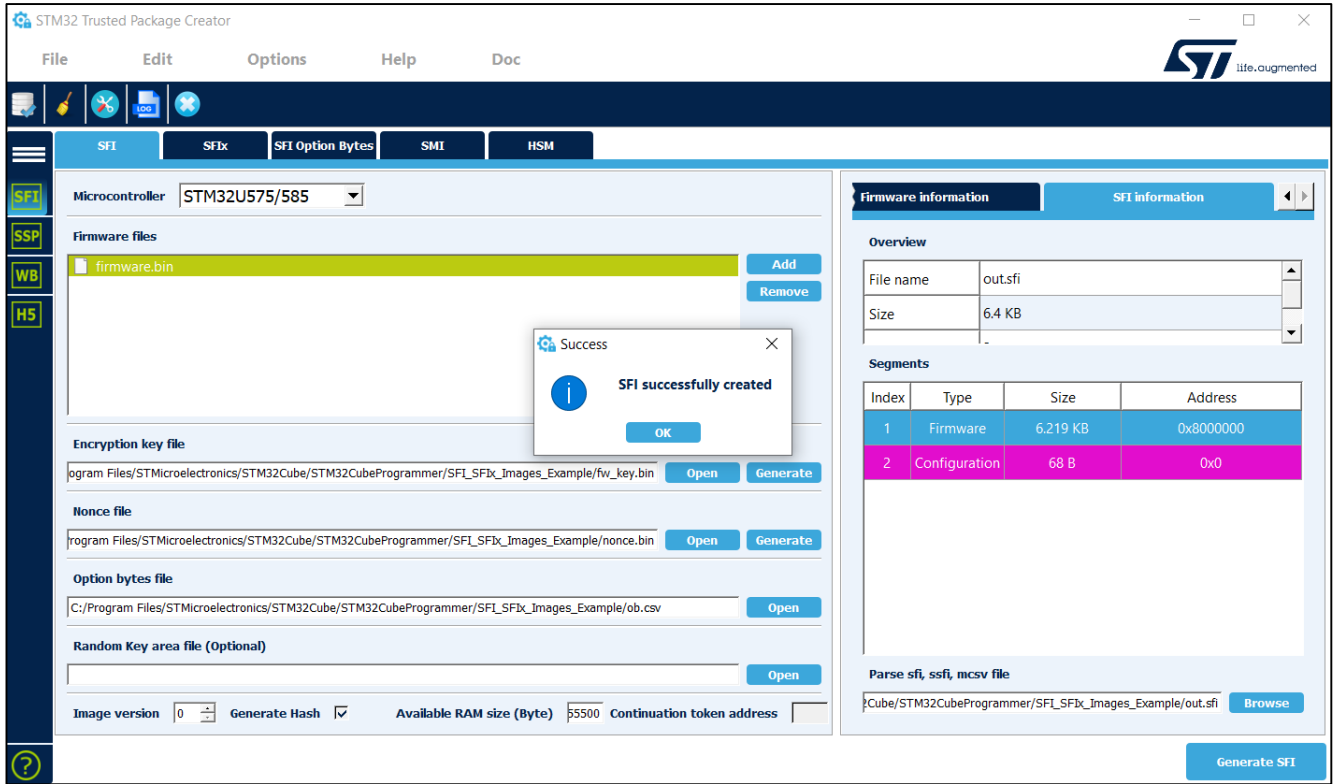 STM32 Trusted Package Creator
File Edit Options Help Doc
life.augmented
LOG
SFI SFIx SFI Option Bytes SMI HSM
SFI
SSP
WB
H5
Microcontroller STM32U575/585
Firmware files
firmware.bin
Add
Remove
Success
SFI successfully created
OK
Encryption key file
ogram Files/STMicroelectronics/STM32Cube/STM32CubeProgrammer/SFI_SFIx_Images_Example/fw_key.bin Open Generate
Nonce file
rogram Files/STMicroelectronics/STM32Cube/STM32CubeProgrammer/SFI_SFIx_Images_Example/nonce.bin Open Generate
Option bytes file
C:/Program Files/STMicroelectronics/STM32Cube/STM32CubeProgrammer/SFI_SFIx_Images_Example/ob.csv Open
Random Key area file (Optional)
Open
Image version 0 Generate Hash Available RAM size (Byte) 55500 Continuation token address
Firmware information SFI information
Overview
File name out.sfi
Size 6.4 KB
Segments
Index Type Size Address
1 Firmware 6.219 KB 0x8000000
2 Configuration 68 B 0x0
Parse sfi, ssfi, mcsv file
Cube/STM32CubeProgrammer/SFI_SFIx_Images_Example/out.sfi Browse
Generate SFI